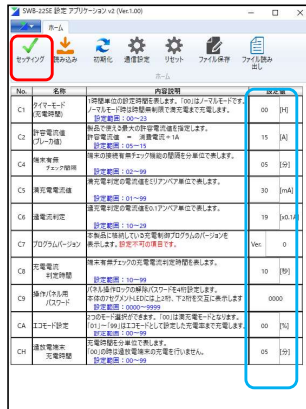 SWB-22SE 設定 アプリケーション v2 (Ver.1.00)
ホーム
セッティング 読み込み 初期化 通信設定 リセット ファイル保存 ファイル読み出し
ホーム
No. 名称 内容説明 設定値
C1 タイマーモード(充電時間) 1時間単位の設定時間を表します。「00」はノーマルモードです。
ノーマルモード時は時間無制限で満充電まで充電します。
設定範囲:00~23
00 [H]
C2 許容電流値(ブレーカ値) 製品で使える最大の許容電流値を指定します。
許容電流値 = 消費電流+1A
設定範囲:05~15
15 [A]
C4 端末有無チェック間隔 端末の接続有無チェック機能の間隔を分単位で表します。
設定範囲:02~99
05 [分]
C5 満充電電流値 満充電判定の電流値をミリアンペア単位で表します。
設定範囲:10~99
30 [mA]
C6 過電流判定 過充電判定の電流値を0.1アンペア単位で表します。
設定範囲:10~29
19 [x0.1A]
C7 プログラムバージョン 本製品に格納している充電制御プログラムのバージョンを
表示します。設定不可の項目です。
Ver. 0
C8 充電電流判定時間 端末有無チェックの充電電流判定時間を表します。
設定範囲:10~99
10 [秒]
C9 操作パネル用パスワード パネル操作ロックの解除パスワードを4桁設定します。
本体の7セグメントLEDには上2桁、下2桁を交互に表示します
設定範囲:0000~9999
0000
CA エコモード設定 2つのモード選択ができます。「00」は満充電モードとなります。
「01」~「99」はエコモードとして設定した充電率まで充電します。
設定範囲:00~99
00 [%]
CH 過放電端末充電時間 充電時間を分単位で表します。
「00」の時は過放電端末の充電を行いません。
設定範囲:00~99
05 [分]